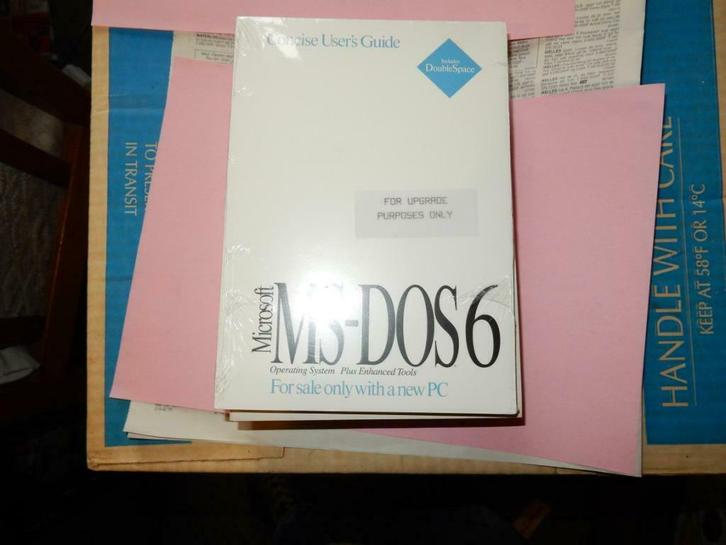 Concise User's Guide
Includes
DoubleSpace
FOR UPGRADE
PURPOSES ONLY
Microsoft
MS-DOS 6
Operating System Plus Enhanced Tools
For sale only with a new PC
IN TRANSIT
HANDLE WITH CARE
KEEP AT 58°F OR 14°C